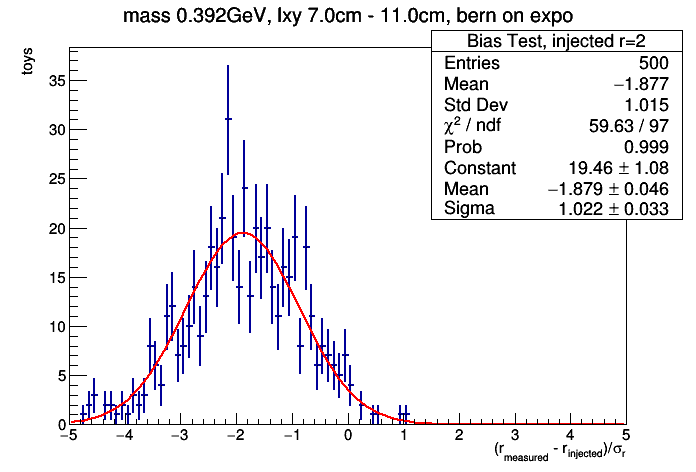 mass 0.392GeV, lxy 7.0cm - 11.0cm, bern on expo
toys
Bias Test, injected r=2
Entries 500
Mean −1.877
Std Dev 1.015
χ² / ndf 59.63 / 97
Prob 0.999
Constant 19.46 ± 1.08
Mean −1.879 ± 0.046
Sigma 1.022 ± 0.033
35
30
25
20
15
10
5
0
−5 −4 −3 −2 −1 0 1 2 3 4 5
(r_measured - r_injected)/σ_r